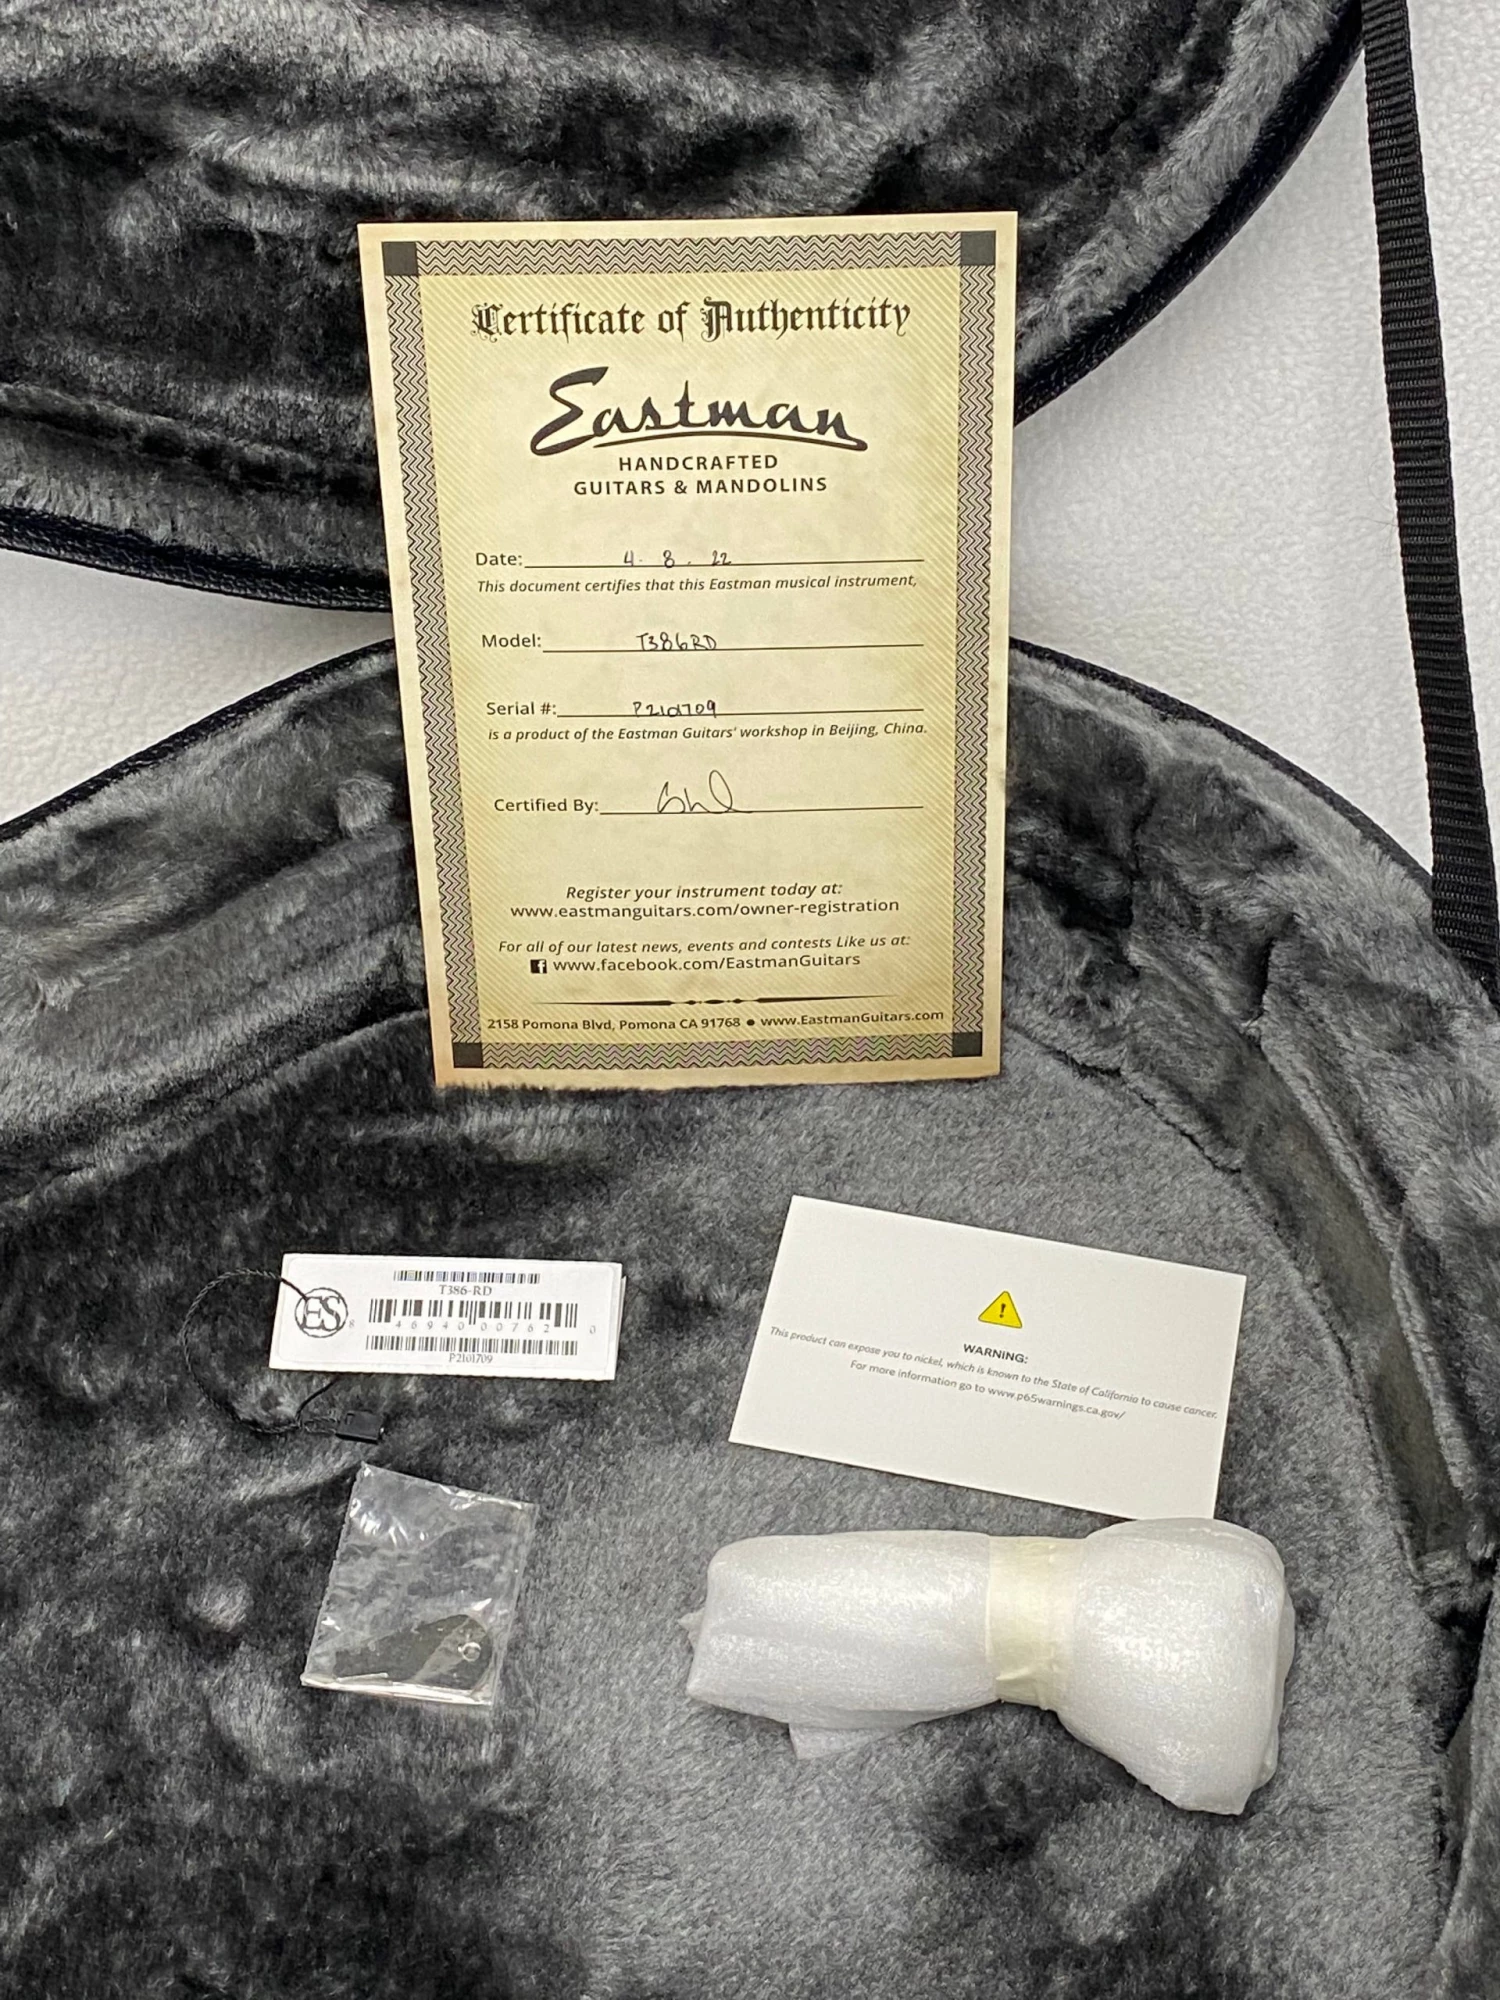 Certificate of Authenticity
Eastman
HANDCRAFTED
GUITARS & MANDOLINS
Date: 4. 8. 22
This document certifies that this Eastman musical instrument,
Model: T386RD
Serial #: P2101709
is a product of the Eastman Guitars' workshop in Beijing, China.
Certified By:
Register your instrument today at:
www.eastmanguitars.com/owner-registration
For all of our latest news, events and contests Like us at:
f www.facebook.com/EastmanGuitars
2158 Pomona Blvd, Pomona CA 91768 ● www.EastmanGuitars.com
ES
T386-RD
8 46940 00762 0
P2101709
WARNING:
This product can expose you to nickel, which is known to the State of California to cause cancer.
For more information go to www.p65warnings.ca.gov/